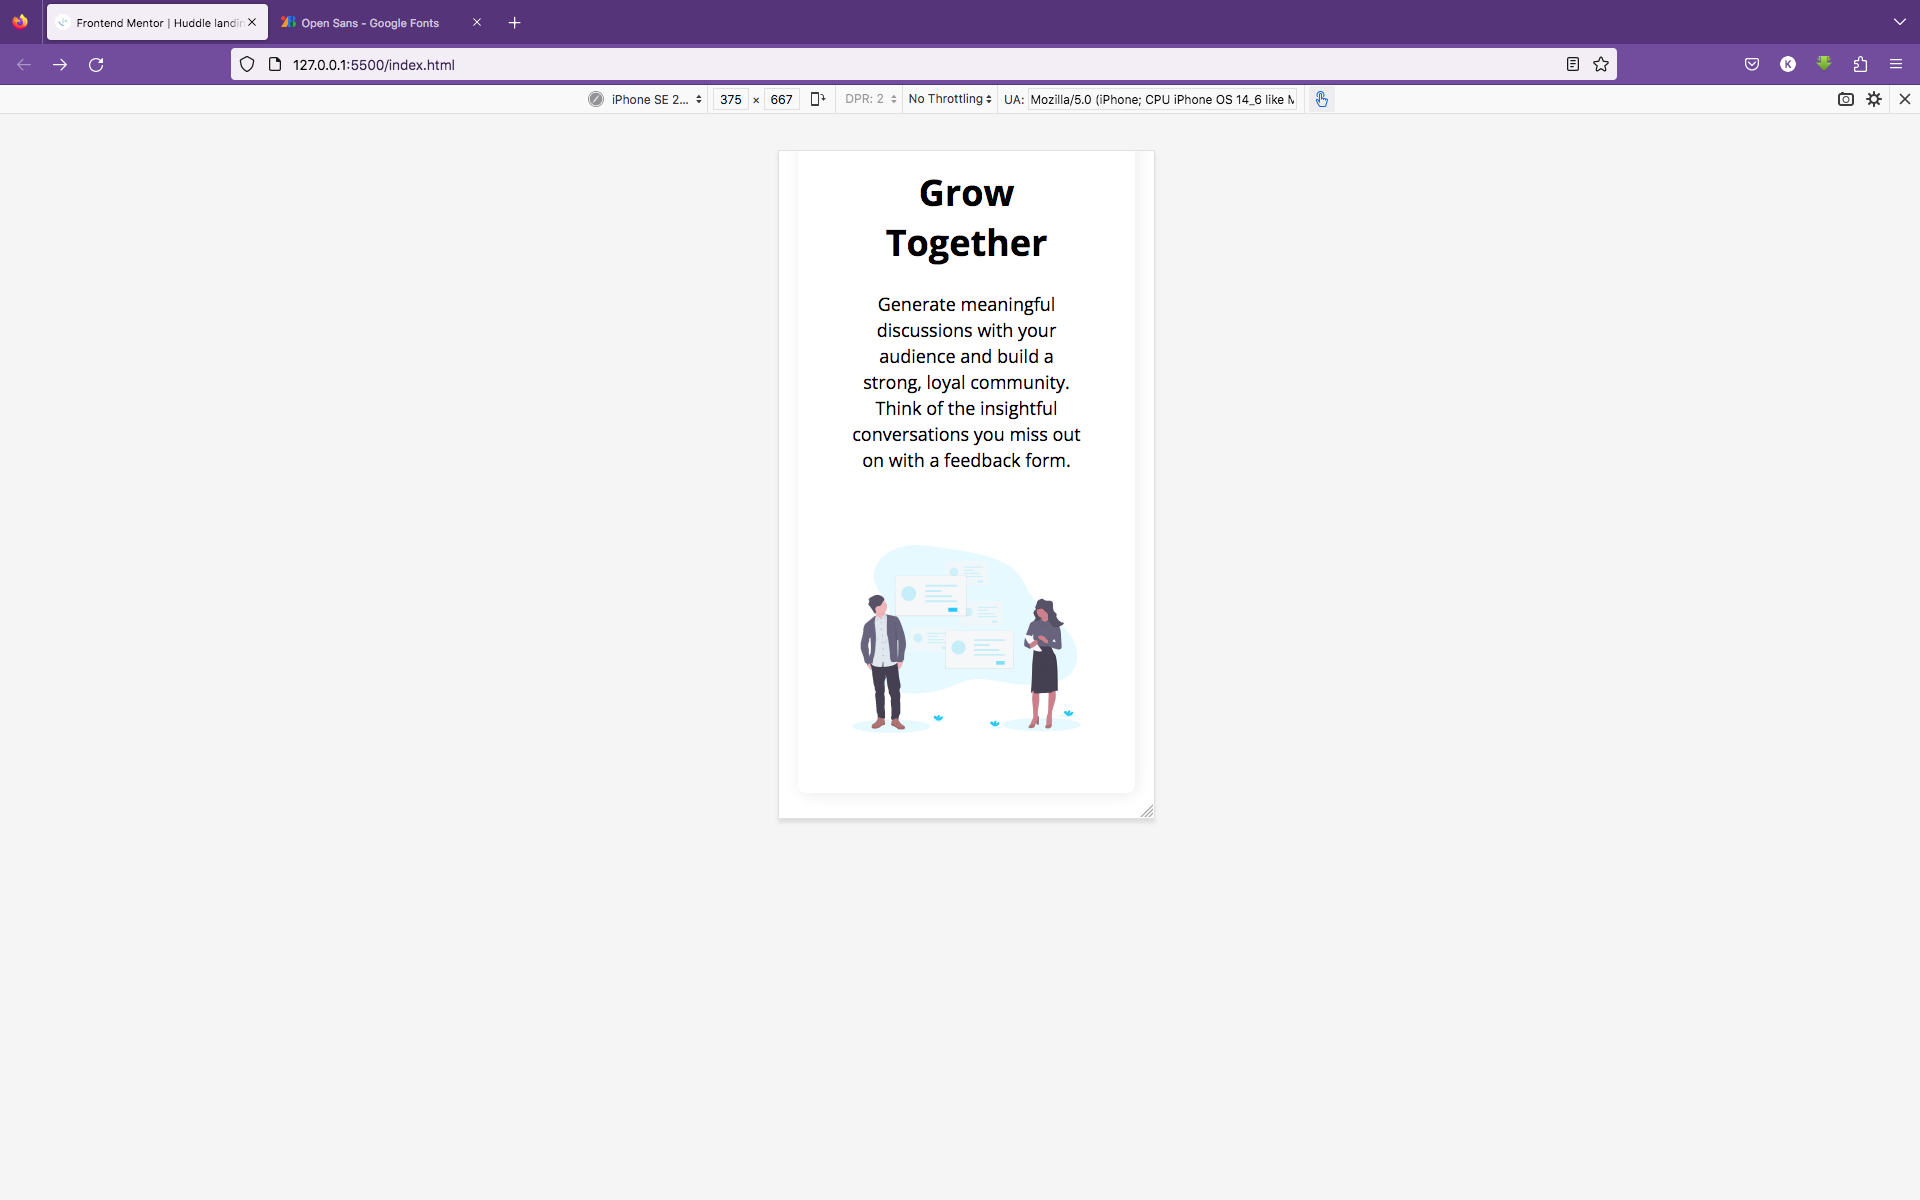 Frontend Mentor | Huddle landin
Open Sans - Google Fonts
127.0.0.1:5500/index.html
K
iPhone SE 2... 375 × 667 DPR: 2 No Throttling UA: Mozilla/5.0 (iPhone; CPU iPhone OS 14_6 like M
Grow
Together
Generate meaningful
discussions with your
audience and build a
strong, loyal community.
Think of the insightful
conversations you miss out
on with a feedback form.